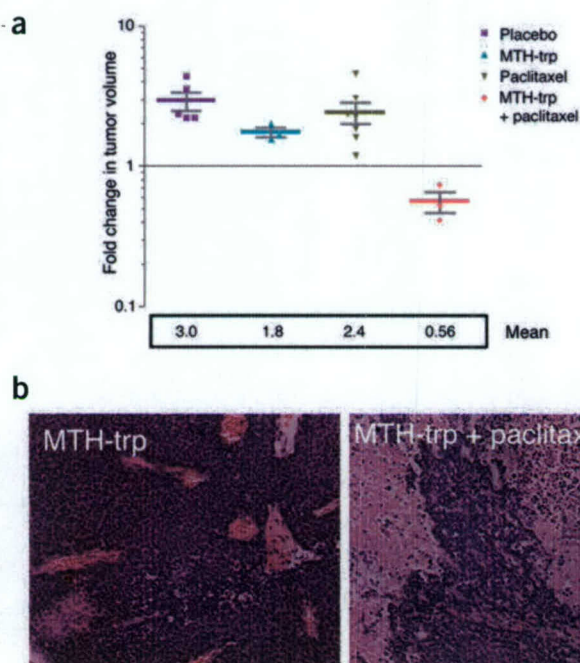 a
10
1
0.1
Fold change in tumor volume
Placebo
MTH-trp
Paclitaxel
MTH-trp
+ paclitaxel
3.0 1.8 2.4 0.56 Mean
b
MTH-trp
MTH-trp + paclitax